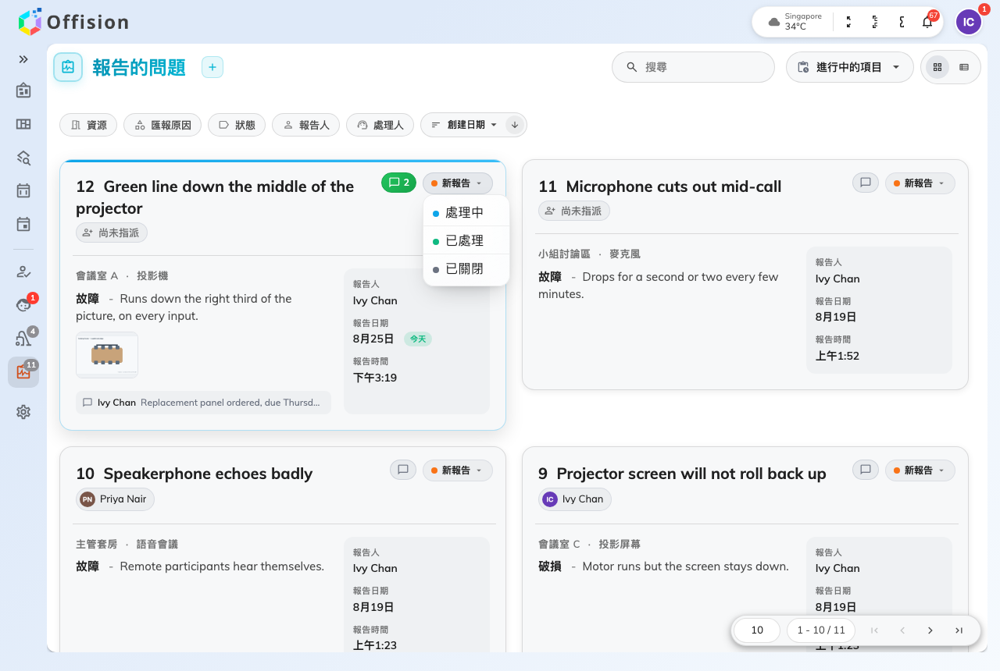 Offision
Singapore
34°C
67
IC
1
報告的問題
搜尋
進行中的項目
資源
匯報原因
狀態
報告人
處理人
創建日期
1
4
11
12 Green line down the middle of the projector
2
新報告
尚未指派
處理中
已處理
已關閉
會議室 A · 投影機
故障 - Runs down the right third of the
picture, on every input.
Ivy Chan Replacement panel ordered, due Thursd...
報告人
Ivy Chan
報告日期
8月25日 今天
報告時間
下午3:19
11 Microphone cuts out mid-call
新報告
尚未指派
小組討論區 · 麥克風
故障 - Drops for a second or two every few
minutes.
報告人
Ivy Chan
報告日期
8月19日
報告時間
上午1:52
10 Speakerphone echoes badly
新報告
PN Priya Nair
主管套房 · 語音會議
故障 - Remote participants hear themselves.
報告人
Ivy Chan
報告日期
8月19日
報告時間
上午1:23
9 Projector screen will not roll back up
新報告
IC Ivy Chan
會議室 C · 投影屏幕
破損 - Motor runs but the screen stays down.
報告人
Ivy Chan
報告日期
8月19日
10
1 - 10 / 11